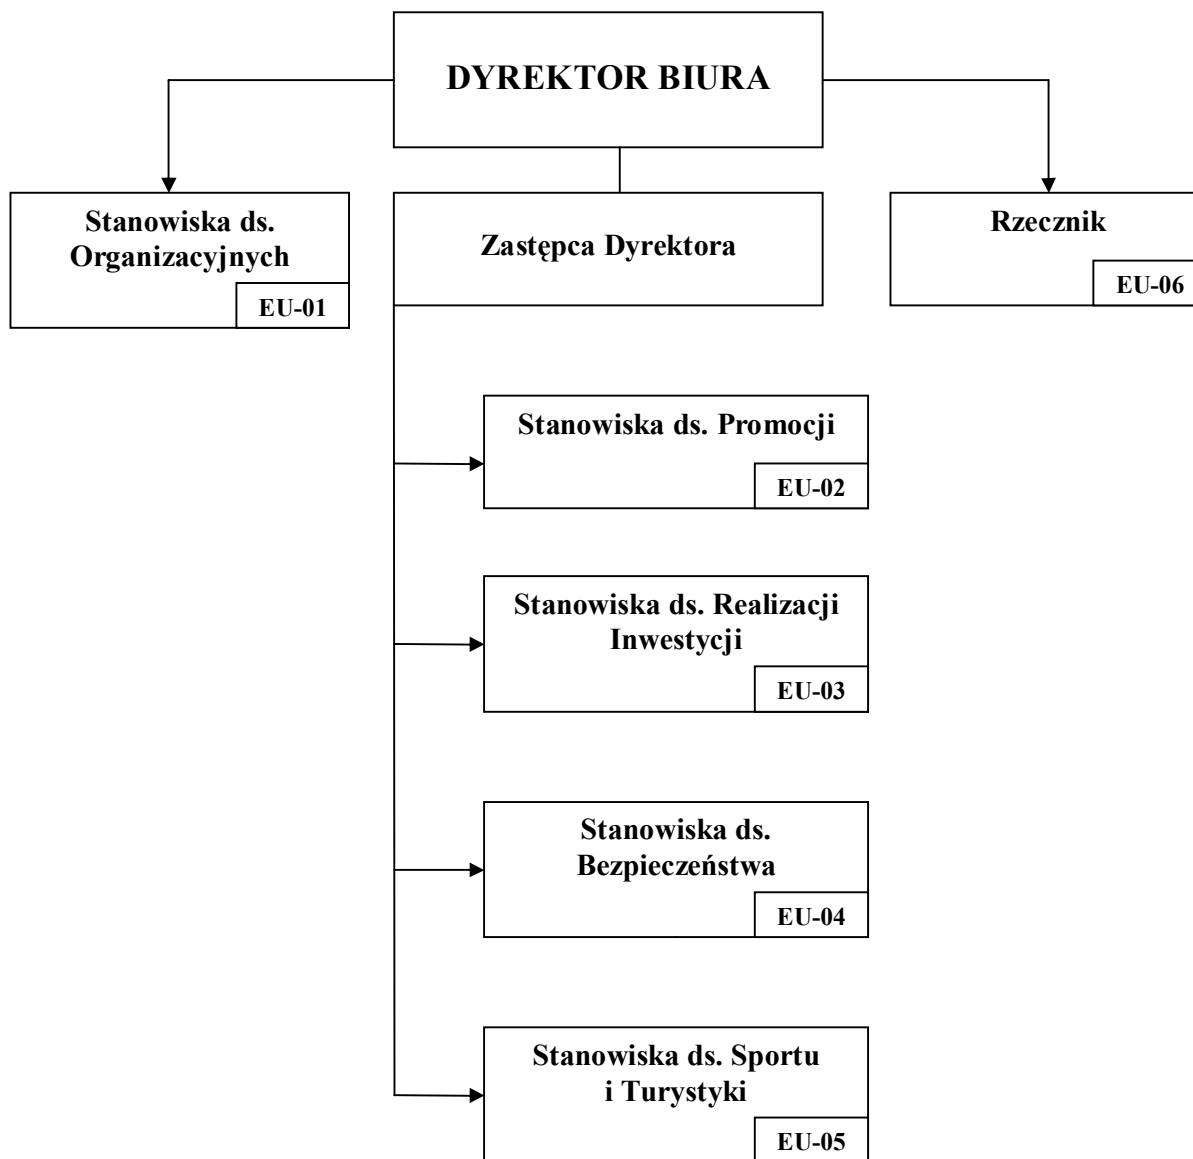 DYREKTOR BIURA
Stanowiska ds.
Organizacyjnych
EU-01
Zastępca Dyrektora
Rzecznik
EU-06
Stanowiska ds. Promocji
EU-02
Stanowiska ds. Realizacji
Inwestycji
EU-03
Stanowiska ds.
Bezpieczeństwa
EU-04
Stanowiska ds. Sportu
i Turystyki
EU-05